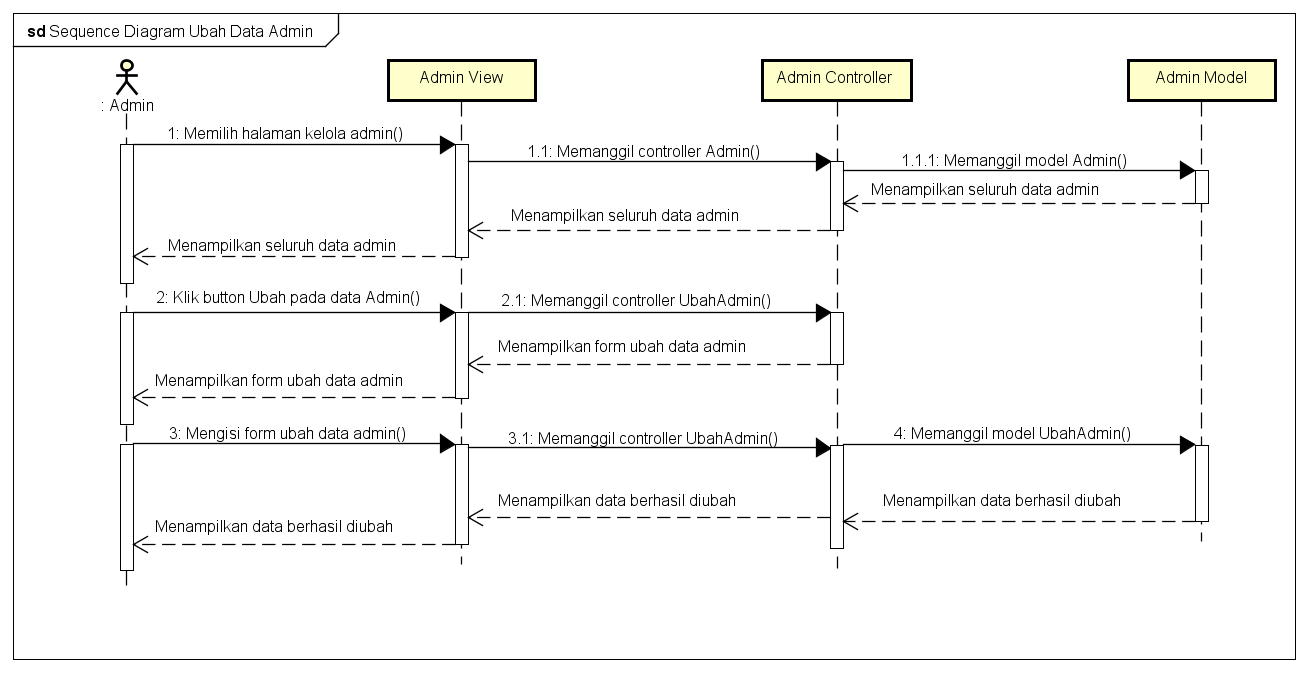 sd Sequence Diagram Ubah Data Admin
: Admin
Admin View
Admin Controller
Admin Model
1: Memilih halaman kelola admin()
1.1: Memanggil controller Admin()
1.1.1: Memanggil model Admin()
Menampilkan seluruh data admin
Menampilkan seluruh data admin
Menampilkan seluruh data admin
2: Klik button Ubah pada data Admin()
2.1: Memanggil controller UbahAdmin()
Menampilkan form ubah data admin
Menampilkan form ubah data admin
3: Mengisi form ubah data admin()
3.1: Memanggil controller UbahAdmin()
4: Memanggil model UbahAdmin()
Menampilkan data berhasil diubah
Menampilkan data berhasil diubah
Menampilkan data berhasil diubah